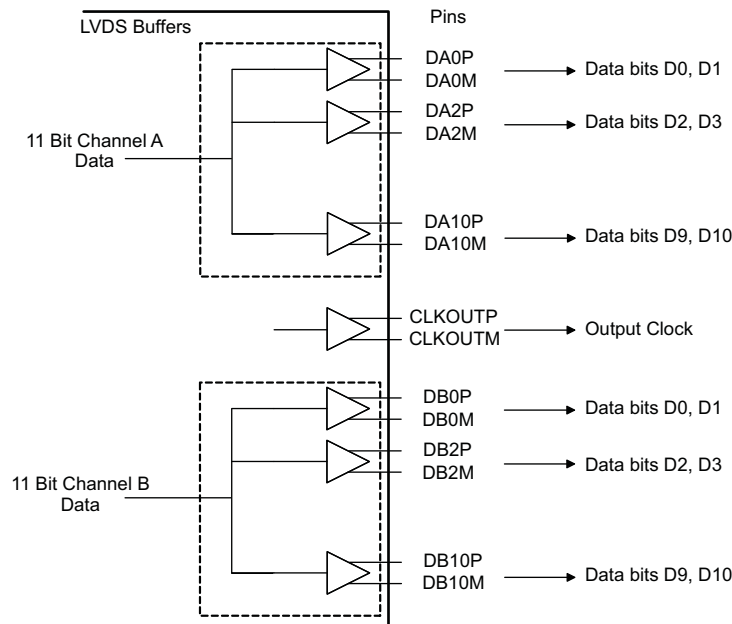 LVDS Buffers
Pins
DA0P
DA0M
Data bits D0, D1
DA2P
DA2M
Data bits D2, D3
11 Bit Channel A
Data
DA10P
DA10M
Data bits D9, D10
CLKOUTP
CLKOUTM
Output Clock
DB0P
DB0M
Data bits D0, D1
DB2P
DB2M
Data bits D2, D3
11 Bit Channel B
Data
DB10P
DB10M
Data bits D9, D10